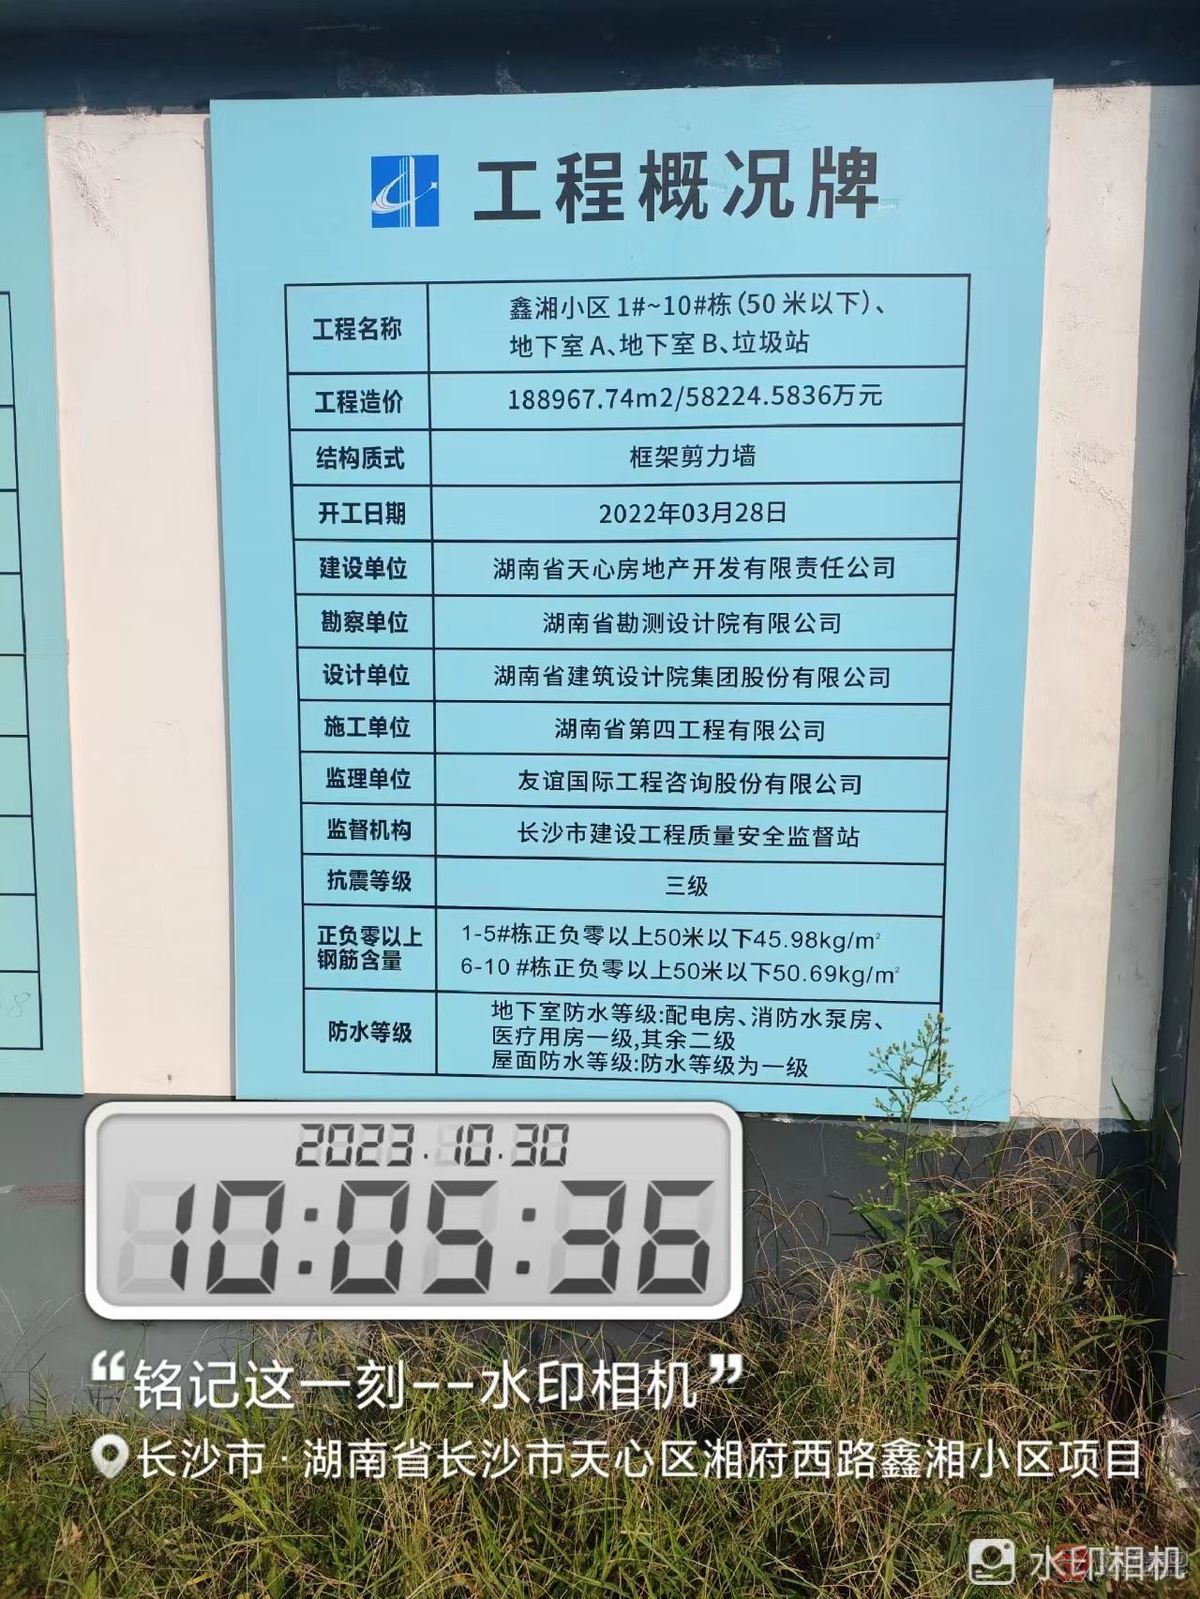 工程概况牌
工程名称
鑫湘小区1#~10#栋(50米以下)、
地下室A、地下室B、垃圾站
工程造价
188967.74m2/58224.5836万元
结构质式
框架剪力墙
开工日期
2022年03月28日
建设单位
湖南省天心房地产开发有限责任公司
勘察单位
湖南省勘测设计院有限公司
设计单位
湖南省建筑设计院集团股份有限公司
施工单位
湖南省第四工程有限公司
监理单位
友谊国际工程咨询股份有限公司
监督机构
长沙市建设工程质量安全监督站
抗震等级
三级
正负零以上
钢筋含量
1-5#栋正负零以上50米以下45.98kg/m²
6-10#栋正负零以上50米以下50.69kg/m²
防水等级
地下室防水等级:配电房、消防水泵房、
医疗用房一级,其余二级
屋面防水等级:防水等级为一级
2023.10.30
10:05:36
“铭记这一刻--水印相机”
长沙市·湖南省长沙市天心区湘府西路鑫湘小区项目
水印相机